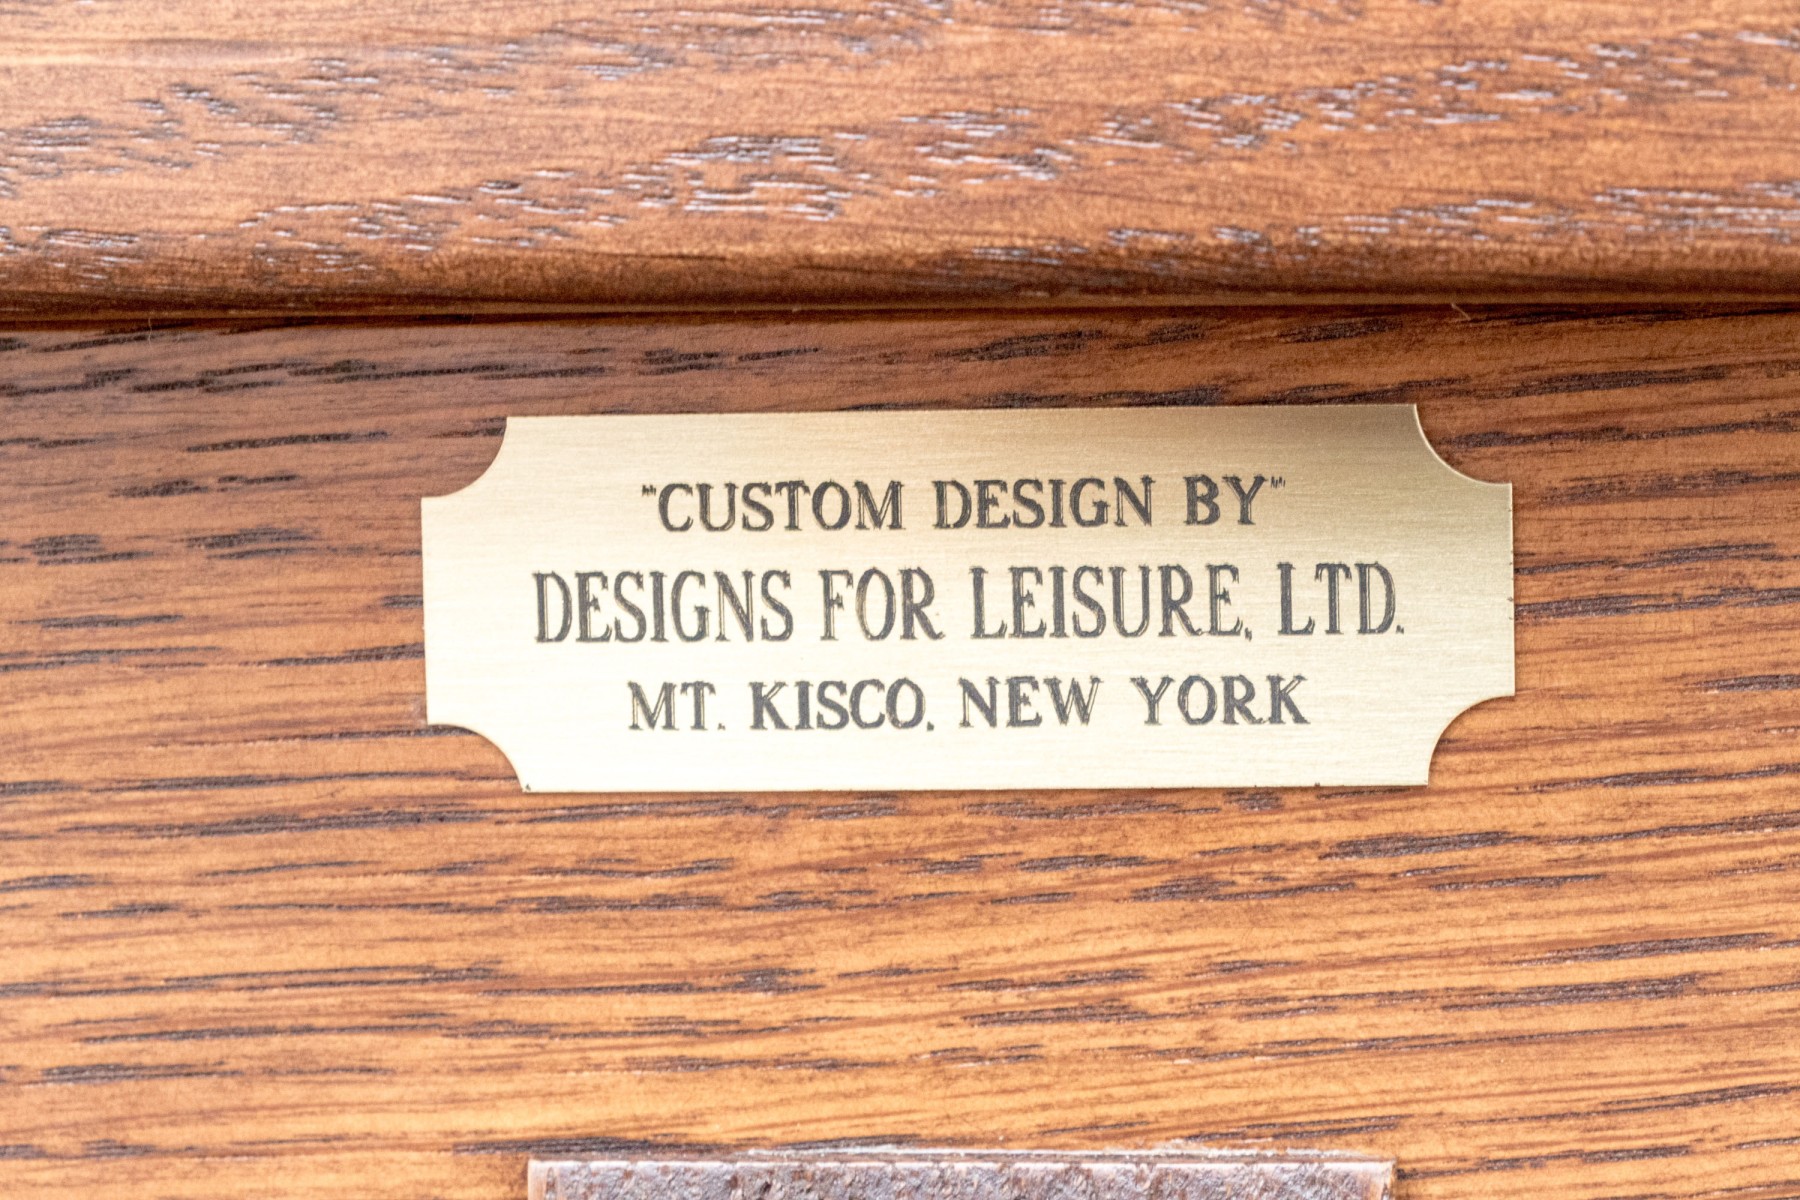 "CUSTOM DESIGN BY"
DESIGNS FOR LEISURE, LTD.
MT. KISCO, NEW YORK